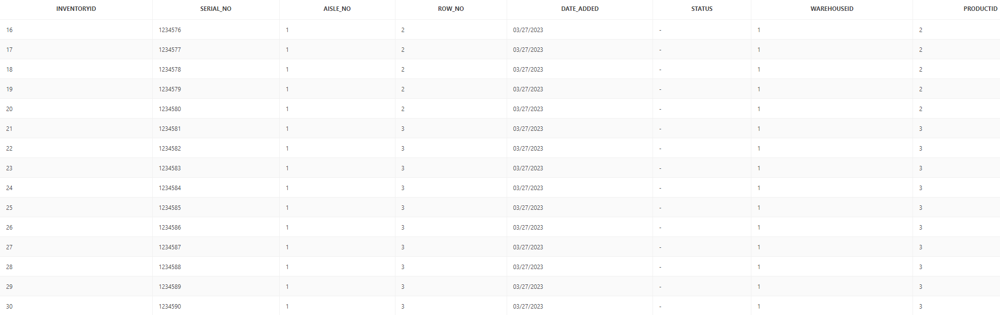 INVENTORYID SERIAL_NO AISLE_NO ROW_NO DATE_ADDED STATUS WAREHOUSEID PRODUCTID
16 1234576 1 2 03/27/2023 - 1 2
17 1234577 1 2 03/27/2023 - 1 2
18 1234578 1 2 03/27/2023 - 1 2
19 1234579 1 2 03/27/2023 - 1 2
20 1234580 1 2 03/27/2023 - 1 2
21 1234581 1 3 03/27/2023 - 1 3
22 1234582 1 3 03/27/2023 - 1 3
23 1234583 1 3 03/27/2023 - 1 3
24 1234584 1 3 03/27/2023 - 1 3
25 1234585 1 3 03/27/2023 - 1 3
26 1234586 1 3 03/27/2023 - 1 3
27 1234587 1 3 03/27/2023 - 1 3
28 1234588 1 3 03/27/2023 - 1 3
29 1234589 1 3 03/27/2023 - 1 3
30 1234590 1 3 03/27/2023 - 1 3